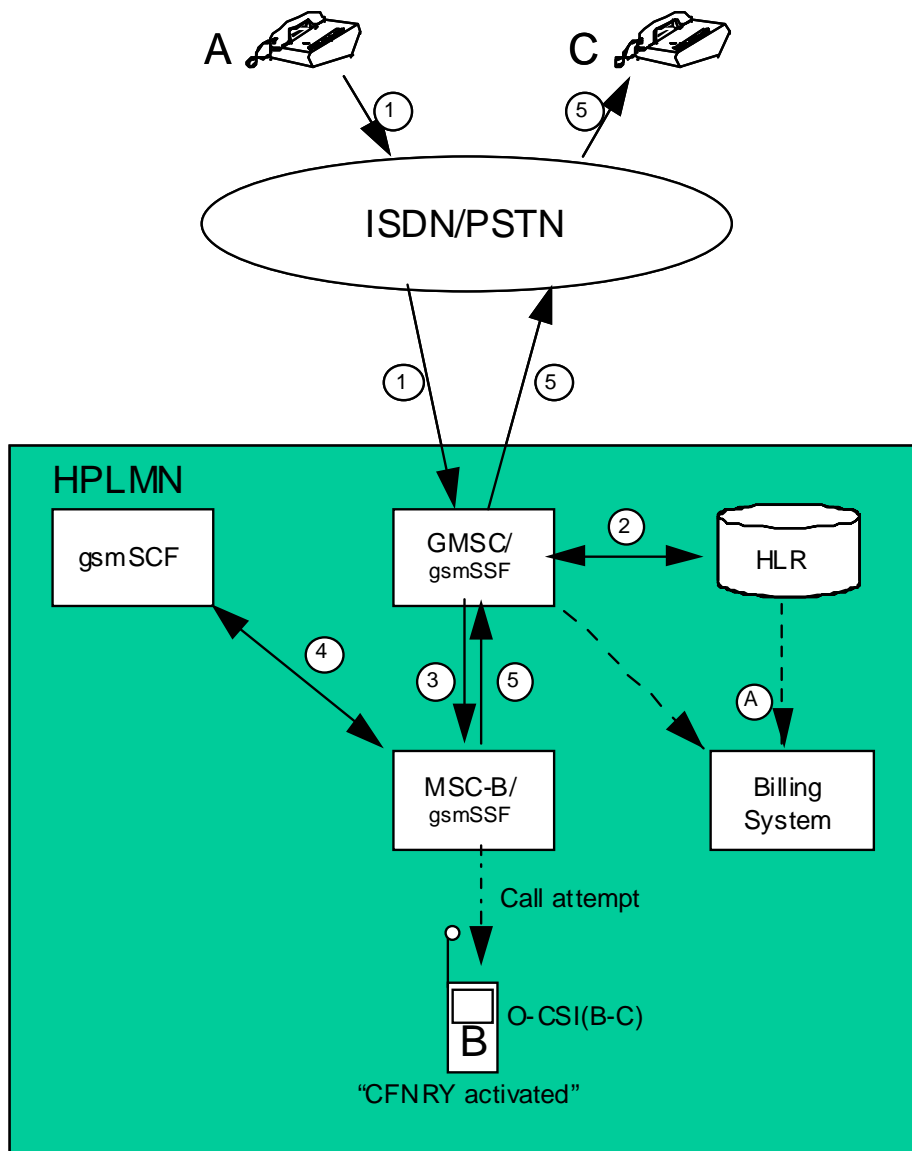 A
C
1
5
ISDN/PSTN
1
5
HPLMN
gsmSCF
GMSC/
gsmSSF
2
HLR
4
3
5
A
MSC-B/
gsmSSF
Billing
System
Call attempt
O-CSI(B-C)
B
“CFNRY activated”